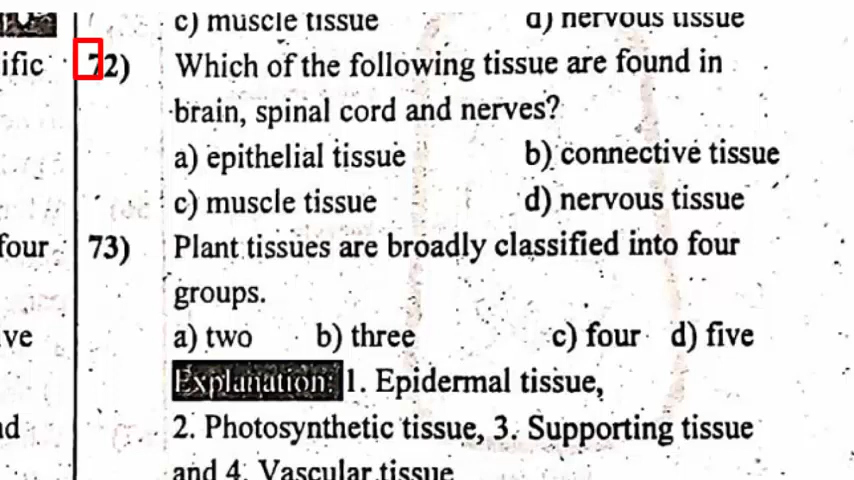 c) muscle tissue d) nervous tissue
ific 72) Which of the following tissue are found in
brain, spinal cord and nerves?
a) epithelial tissue b) connective tissue
c) muscle tissue d) nervous tissue
four 73) Plant tissues are broadly classified into four
groups.
ve a) two b) three c) four d) five
Explanation: 1. Epidermal tissue,
2. Photosynthetic tissue, 3. Supporting tissue
and 4. Vascular tissue